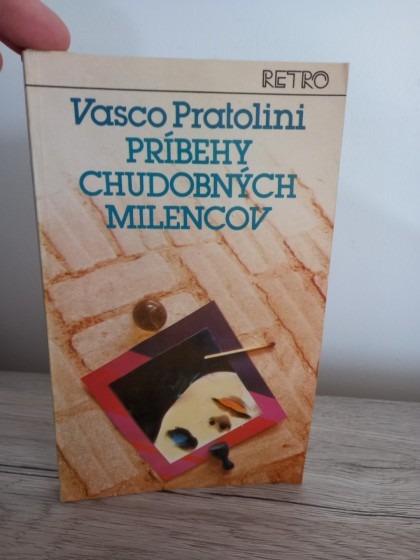 RETRO
Vasco Pratolini
PRÍBEHY
CHUDOBNÝCH
MILENCOV